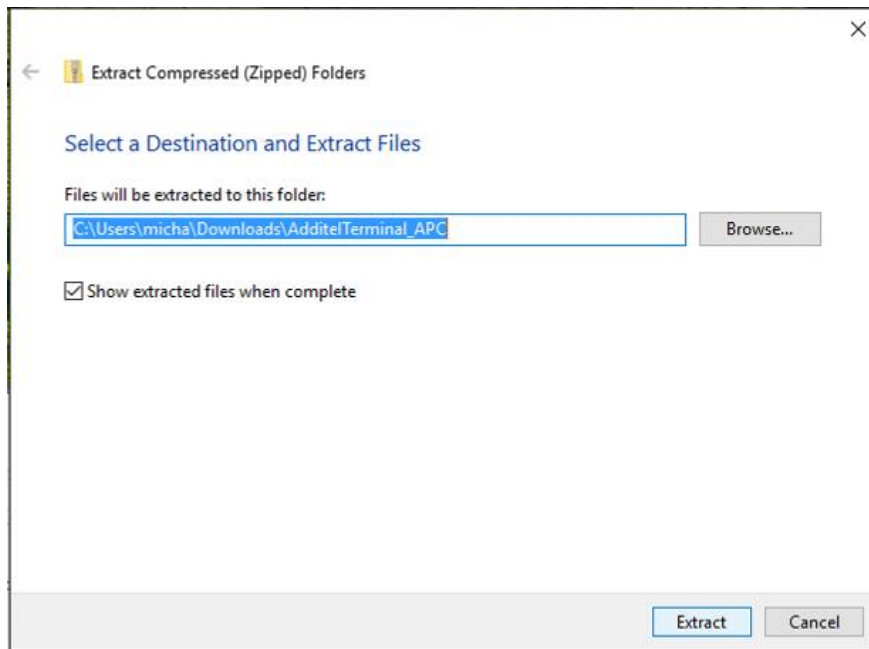 Extract Compressed (Zipped) Folders
Select a Destination and Extract Files
Files will be extracted to this folder:
C:\Users\micha\Downloads\AdditelTerminal_APC
Browse...
Show extracted files when complete
Extract
Cancel